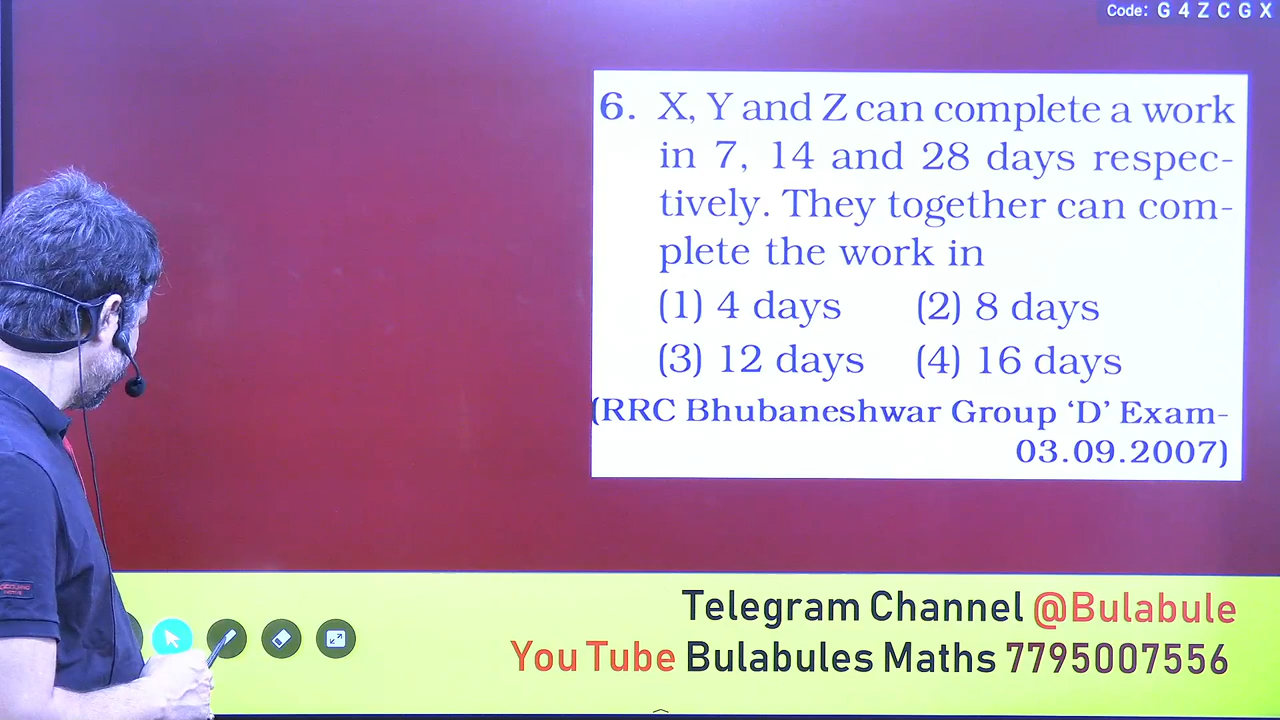 Code: G 4 Z C G X
6. X, Y and Z can complete a work
in 7, 14 and 28 days respec-
tively. They together can com-
plete the work in
(1) 4 days (2) 8 days
(3) 12 days (4) 16 days
(RRC Bhubaneshwar Group ‘D’ Exam-
03.09.2007)
Telegram Channel @Bulabule
You Tube Bulabules Maths 7795007556